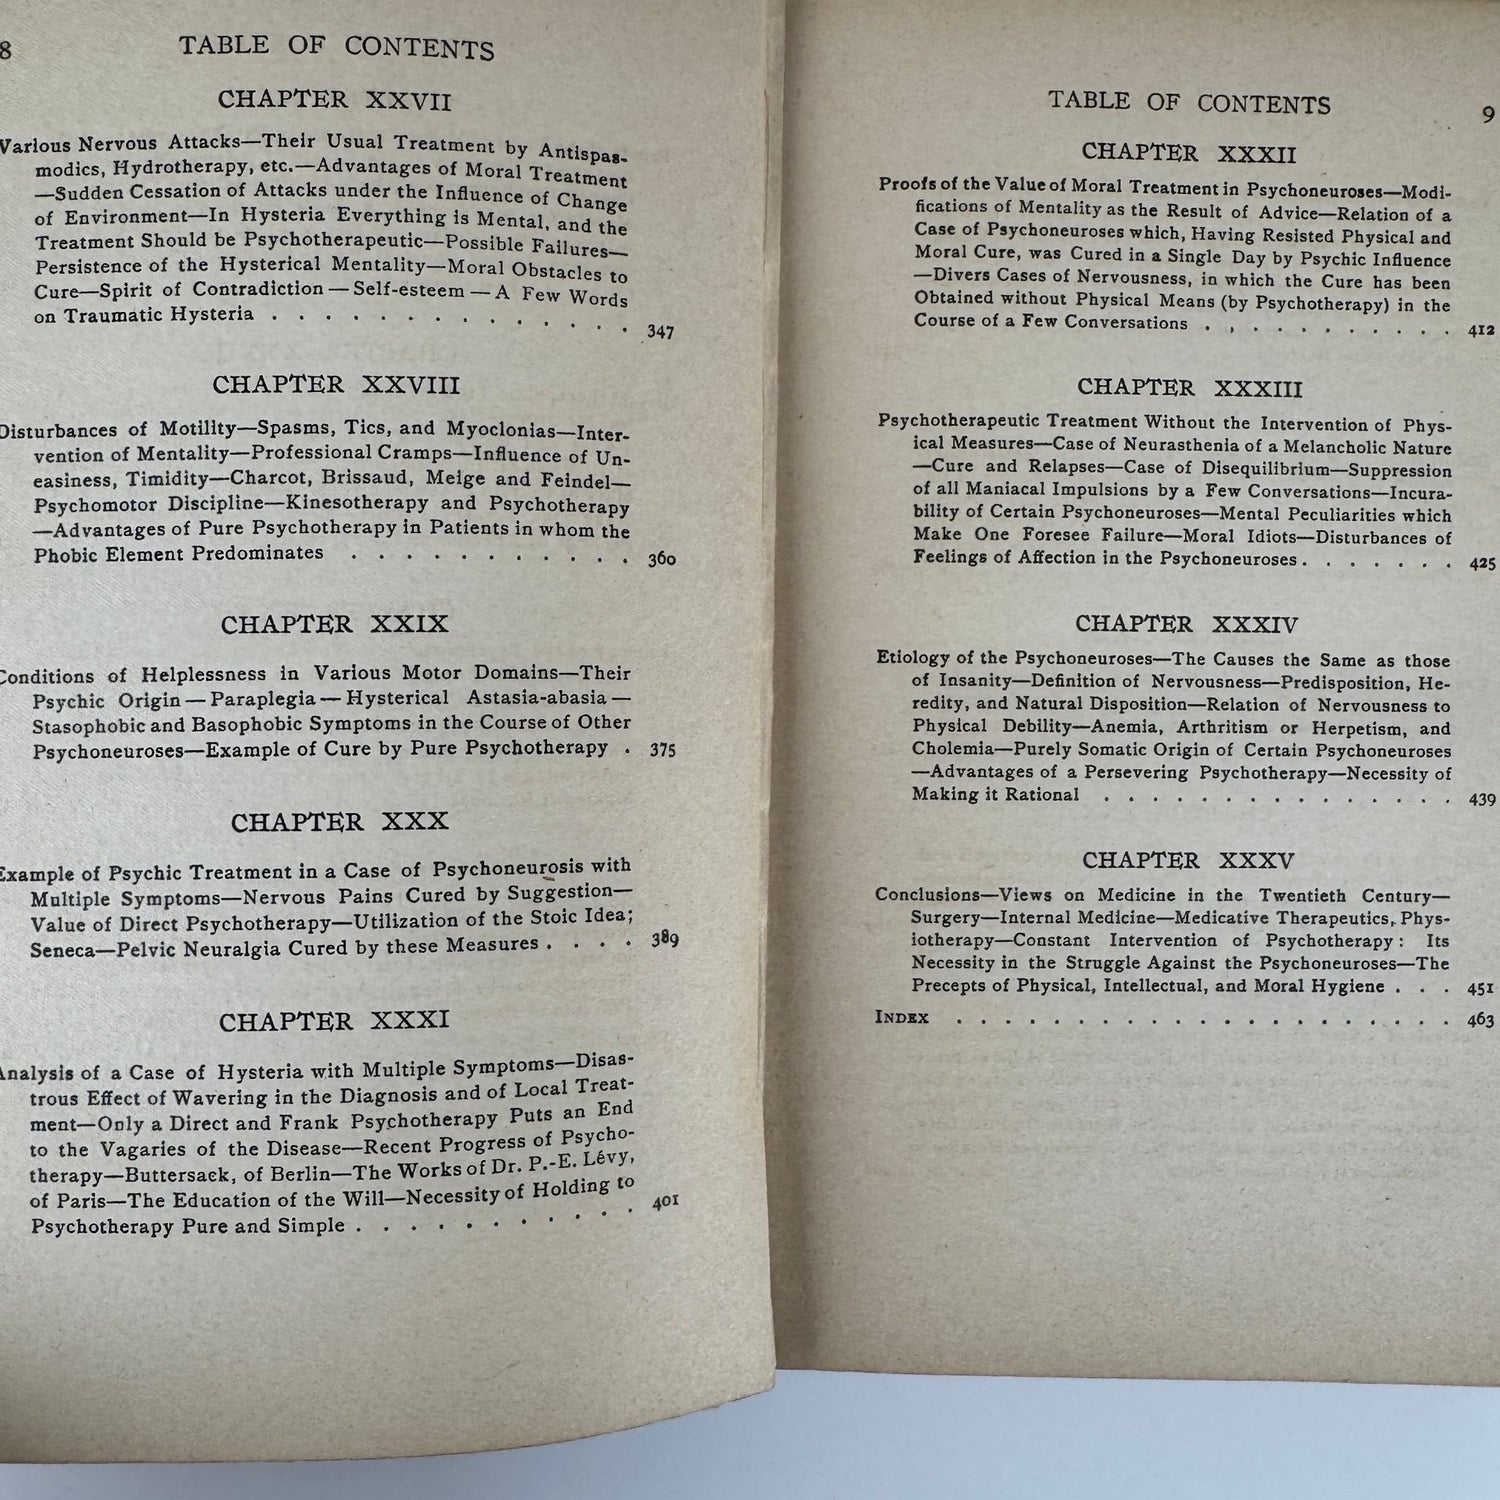 8
TABLE OF CONTENTS
CHAPTER XXVII
Various Nervous Attacks—Their Usual Treatment by Antispas-
modics, Hydrotherapy, etc.—Advantages of Moral Treatment
—Sudden Cessation of Attacks under the Influence of Change
of Environment—In Hysteria Everything is Mental, and the
Treatment Should be Psychotherapeutic—Possible Failures—
Persistence of the Hysterical Mentality—Moral Obstacles to
Cure—Spirit of Contradiction—Self-esteem—A Few Words
on Traumatic Hysteria . . . . . . . . . . . . . . 347
CHAPTER XXVIII
Disturbances of Motility—Spasms, Tics, and Myoclonias—Inter-
vention of Mentality—Professional Cramps—Influence of Un-
easiness, Timidity—Charcot, Brissaud, Meige and Feindel—
Psychomotor Discipline—Kinesotherapy and Psychotherapy
—Advantages of Pure Psychotherapy in Patients in whom the
Phobic Element Predominates . . . . . . . . . . . 360
CHAPTER XXIX
Conditions of Helplessness in Various Motor Domains—Their
Psychic Origin—Paraplegia—Hysterical Astasia-abasia—
Stasophobic and Basophobic Symptoms in the Course of Other
Psychoneuroses—Example of Cure by Pure Psychotherapy . 375
CHAPTER XXX
Example of Psychic Treatment in a Case of Psychoneurosis with
Multiple Symptoms—Nervous Pains Cured by Suggestion—
Value of Direct Psychotherapy—Utilization of the Stoic Idea;
Seneca—Pelvic Neuralgia Cured by these Measures . . . . 389
CHAPTER XXXI
Analysis of a Case of Hysteria with Multiple Symptoms—Disas-
trous Effect of Wavering in the Diagnosis and of Local Treat-
ment—Only a Direct and Frank Psychotherapy Puts an End
to the Vagaries of the Disease—Recent Progress of Psycho-
therapy—Buttersaek, of Berlin—The Works of Dr. P.-E. Lévy,
of Paris—The Education of the Will—Necessity of Holding to
Psychotherapy Pure and Simple . . . . . . . . . . . 401
TABLE OF CONTENTS
9
CHAPTER XXXII
Proofs of the Value of Moral Treatment in Psychoneuroses—Modi-
fications of Mentality as the Result of Advice—Relation of a
Case of Psychoneuroses which, Having Resisted Physical and
Moral Cure, was Cured in a Single Day by Psychic Influence
—Divers Cases of Nervousness, in which the Cure has been
Obtained without Physical Means (by Psychotherapy) in the
Course of a Few Conversations . . . . . . . . . . . 412
CHAPTER XXXIII
Psychotherapeutic Treatment Without the Intervention of Phys-
ical Measures—Case of Neurasthenia of a Melancholic Nature
—Cure and Relapses—Case of Disequilibrium—Suppression
of all Maniacal Impulsions by a Few Conversations—Incura-
bility of Certain Psychoneuroses—Mental Peculiarities which
Make One Foresee Failure—Moral Idiots—Disturbances of
Feelings of Affection in the Psychoneuroses . . . . . . . 425
CHAPTER XXXIV
Etiology of the Psychoneuroses—The Causes the Same as those
of Insanity—Definition of Nervousness—Predisposition, He-
redity, and Natural Disposition—Relation of Nervousness to
Physical Debility—Anemia, Arthritism or Herpetism, and
Cholemia—Purely Somatic Origin of Certain Psychoneuroses
—Advantages of a Persevering Psychotherapy—Necessity of
Making it Rational . . . . . . . . . . . . . . . 439
CHAPTER XXXV
Conclusions—Views on Medicine in the Twentieth Century—
Surgery—Internal Medicine—Medicative Therapeutics, Phys-
iotherapy—Constant Intervention of Psychotherapy: Its
Necessity in the Struggle Against the Psychoneuroses—The
Precepts of Physical, Intellectual, and Moral Hygiene . . . 451
INDEX . . . . . . . . . . . . . . . . . . . . . 463